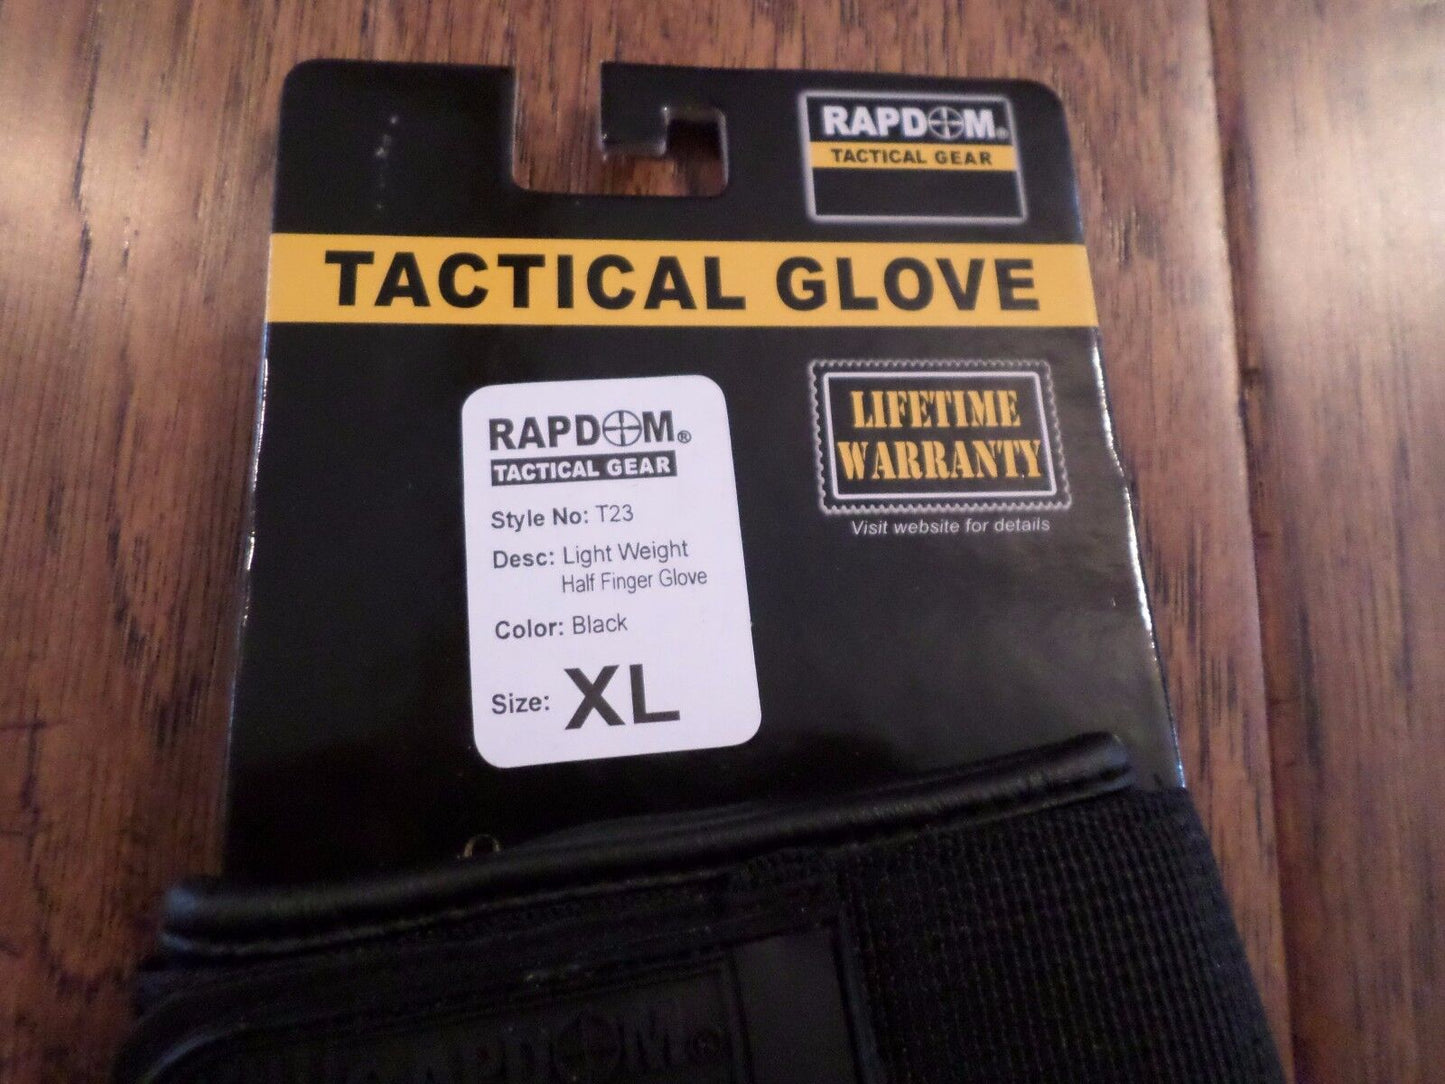 RAPDOM®
TACTICAL GEAR
TACTICAL GLOVE
RAPDOM®
TACTICAL GEAR
Style No: T23
Desc: Light Weight
Half Finger Glove
Color: Black
Size: XL
LIFETIME
WARRANTY
Visit website for details
RAPDOM®